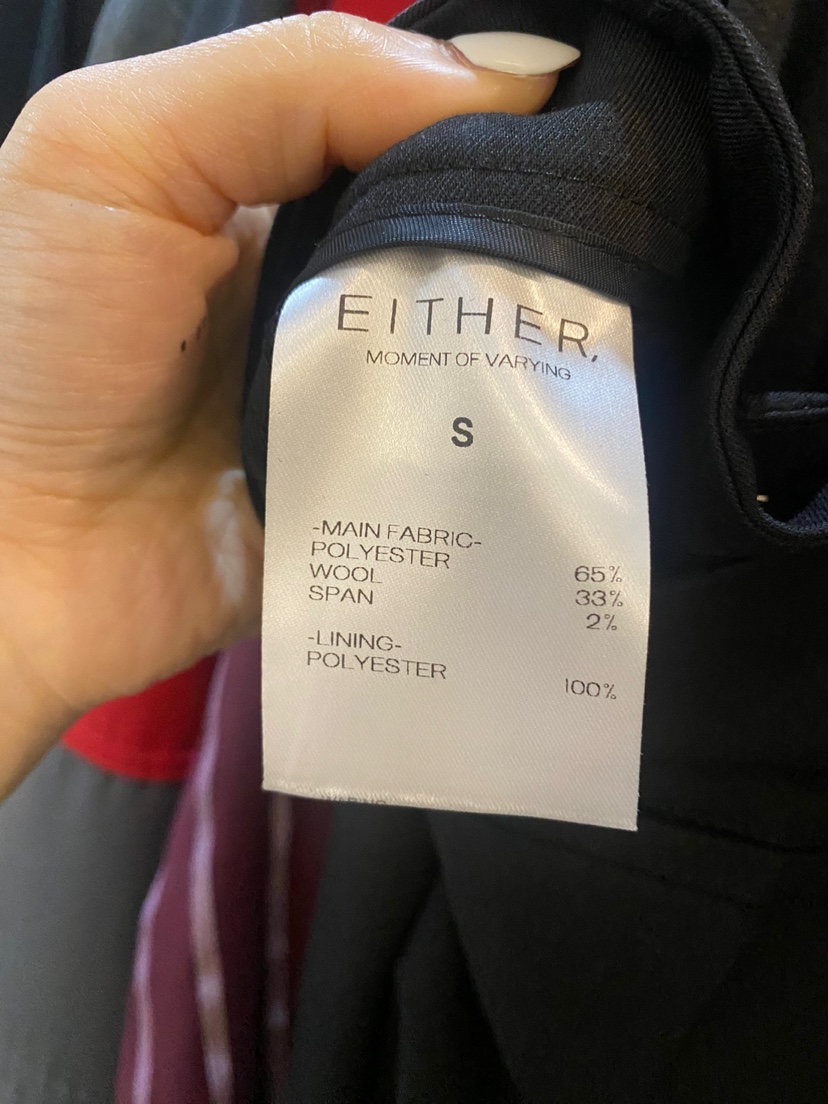 EITHER,
MOMENT OF VARYING
S
-MAIN FABRIC-
POLYESTER 65%
WOOL 33%
SPAN 2%
-LINING-
POLYESTER 100%